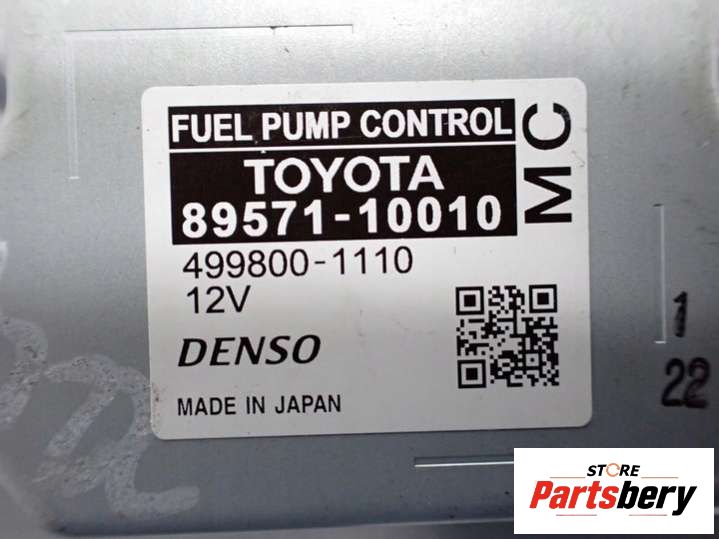 FUEL PUMP CONTROL
TOYOTA
89571-10010
MC
499800-1110
12V
DENSO
MADE IN JAPAN
1
22
STORE
Partsbery